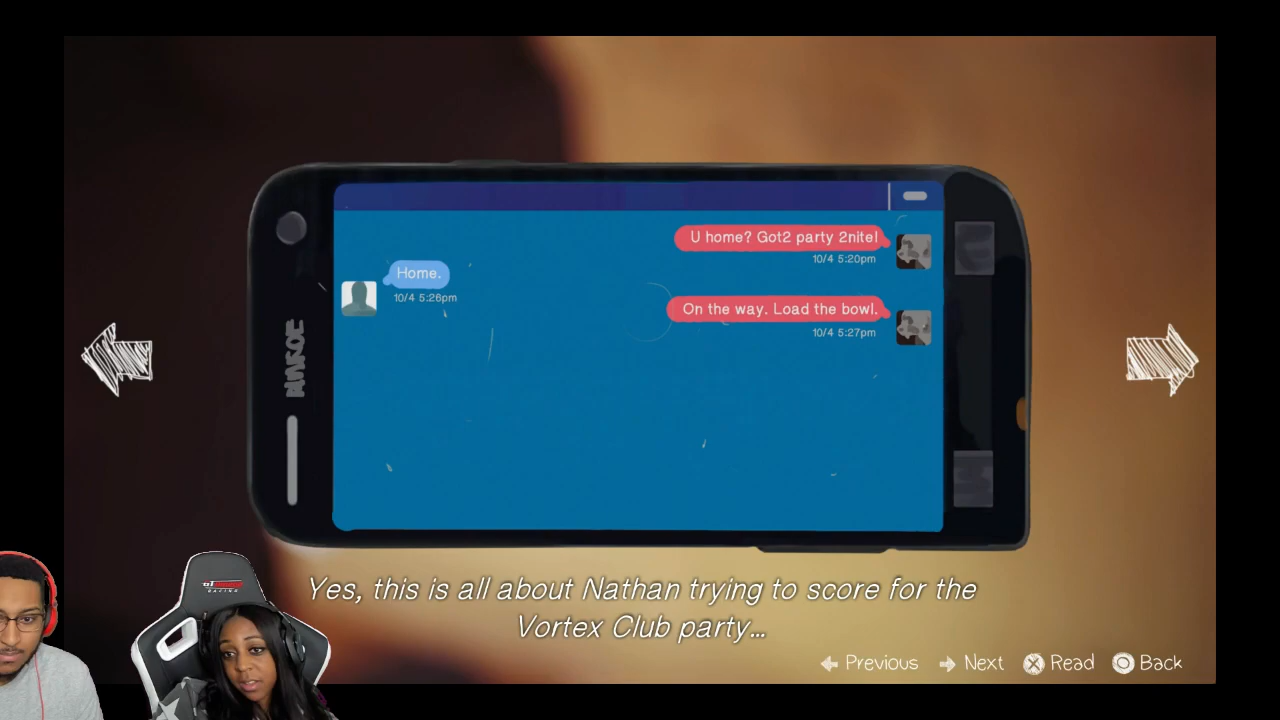 U home? Got2 party 2nite!
10/4 5:20pm
Home.
10/4 5:26pm
On the way. Load the bowl.
10/4 5:27pm
Yes, this is all about Nathan trying to score for the
Vortex Club party...
Previous Next Read Back
RACING